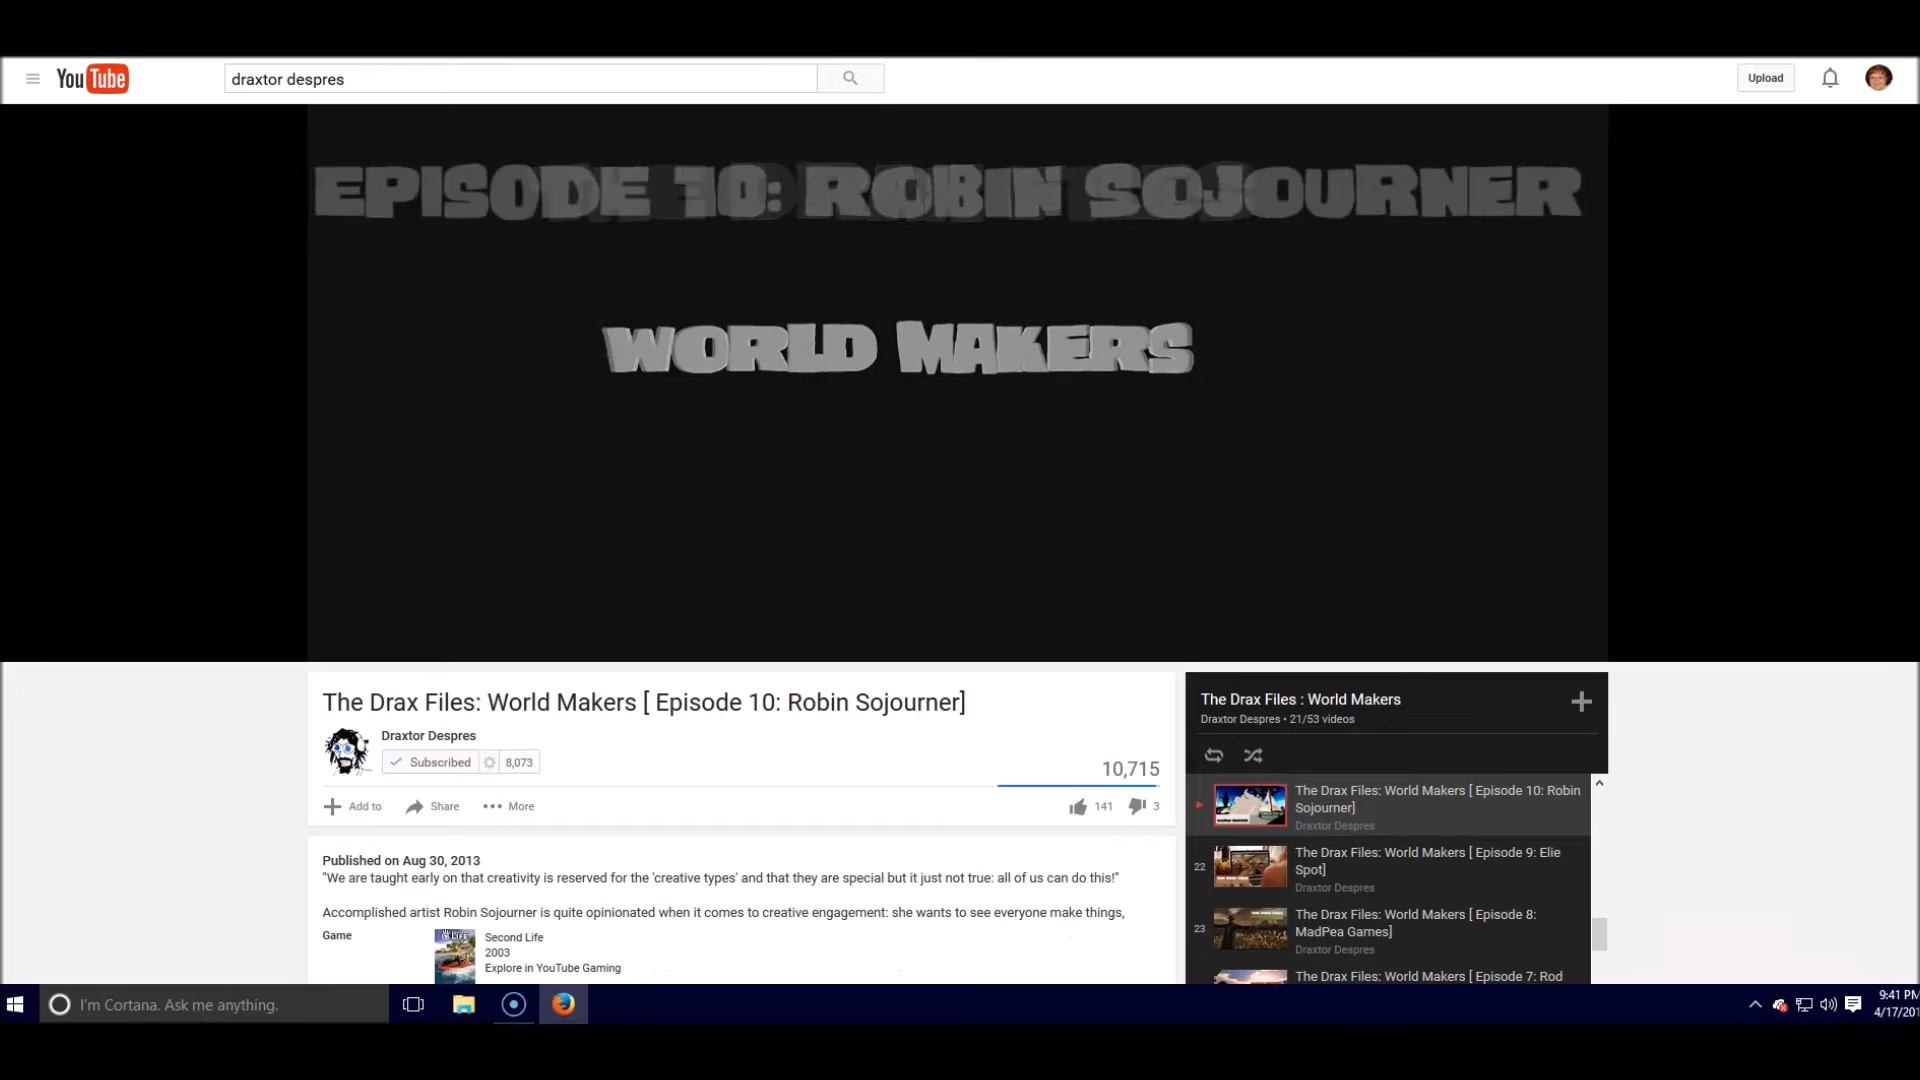 YouTube
draxtor despres
Upload
EPISODE 10: ROBIN SOJOURNER
WORLD MAKERS
The Drax Files: World Makers [ Episode 10: Robin Sojourner]
Draxtor Despres
Subscribed 8,073
10,715
Add to Share More 141 3
Published on Aug 30, 2013
"We are taught early on that creativity is reserved for the 'creative types' and that they are special but it just not true: all of us can do this!"
Accomplished artist Robin Sojourner is quite opinionated when it comes to creative engagement: she wants to see everyone make things,
Game
Second Life
2003
Explore in YouTube Gaming
The Drax Files : World Makers
Draxtor Despres • 21/53 videos
The Drax Files: World Makers [ Episode 10: Robin
Sojourner]
Draxtor Despres
22
The Drax Files: World Makers [ Episode 9: Elie
Spot]
Draxtor Despres
23
The Drax Files: World Makers [ Episode 8:
MadPea Games]
Draxtor Despres
The Drax Files: World Makers [ Episode 7: Rod
I'm Cortana. Ask me anything.
9:41 PM
4/17/201